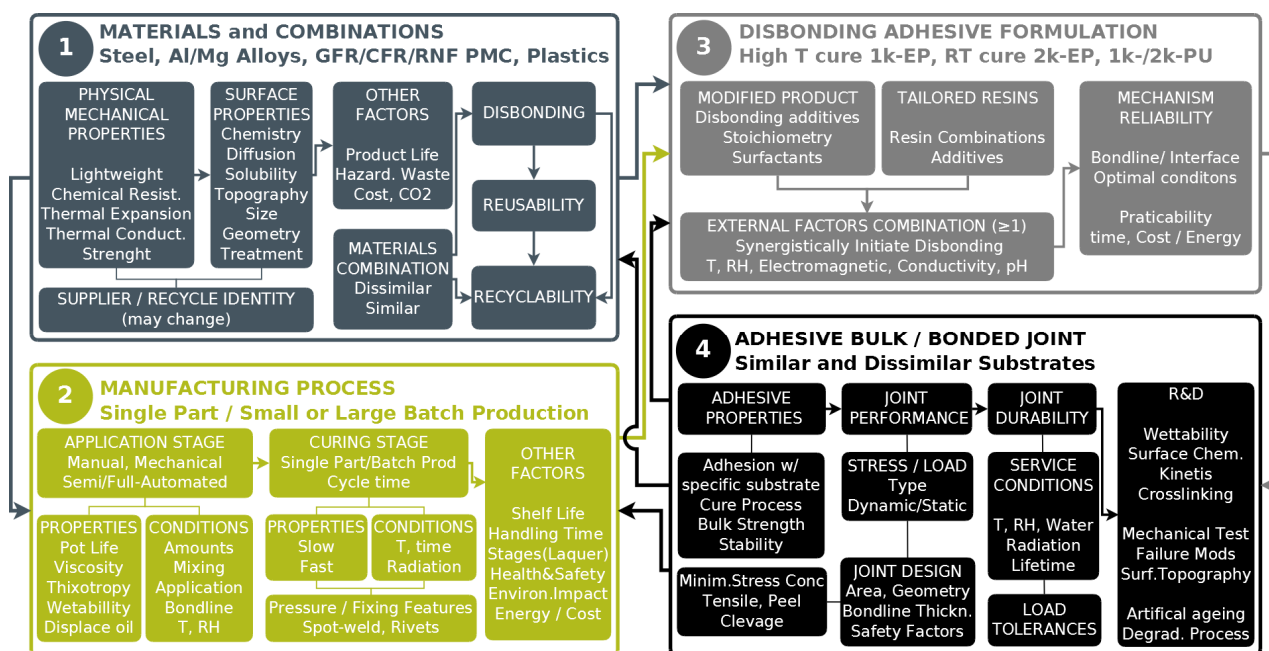 1
MATERIALS and COMBINATIONS
Steel, Al/Mg Alloys, GFR/CFR/RNF PMC, Plastics
PHYSICAL
MECHANICAL
PROPERTIES
Lightweight
Chemical Resist.
Thermal Expansion
Thermal Conduct.
Strenght
SURFACE
PROPERTIES
Chemistry
Diffusion
Solubility
Topography
Size
Geometry
Treatment
OTHER
FACTORS
Product Life
Hazard. Waste
Cost, CO2
DISBONDING
REUSABILITY
RECYCLABILITY
MATERIALS
COMBINATION
Dissimilar
Similar
SUPPLIER / RECYCLE IDENTITY
(may change)
2
MANUFACTURING PROCESS
Single Part / Small or Large Batch Production
APPLICATION STAGE
Manual, Mechanical
Semi/Full-Automated
CURING STAGE
Single Part/Batch Prod
Cycle time
OTHER
FACTORS
Shelf Life
Handling Time
Stages(Laquer)
Health&Safety
Environ.Impact
Energy / Cost
PROPERTIES
Pot Life
Viscosity
Thixotropy
Wetabillity
Displace oil
CONDITIONS
Amounts
Mixing
Application
Bondline
T, RH
PROPERTIES
Slow
Fast
CONDITIONS
T, time
Radiation
Pressure / Fixing Features
Spot-weld, Rivets
3
DISBONDING ADHESIVE FORMULATION
High T cure 1k-EP, RT cure 2k-EP, 1k-/2k-PU
MODIFIED PRODUCT
Disbonding additives
Stoichiometry
Surfactants
TAILORED RESINS
Resin Combinations
Additives
MECHANISM
RELIABILITY
Bondline/ Interface
Optimal conditons
Praticability
time, Cost / Energy
EXTERNAL FACTORS COMBINATION (≥1)
Synergistically Initiate Disbonding
T, RH, Electromagnetic, Conductivity, pH
4
ADHESIVE BULK / BONDED JOINT
Similar and Dissimilar Substrates
ADHESIVE
PROPERTIES
JOINT
PERFORMANCE
JOINT
DURABILITY
R&D
Wettability
Surface Chem.
Kinetis
Crosslinking
Mechanical Test
Failure Mods
Surf.Topography
Artifical ageing
Degrad. Process
Adhesion w/
specific substrate
Cure Process
Bulk Strength
Stability
STRESS / LOAD
Type
Dynamic/Static
SERVICE
CONDITIONS
T, RH, Water
Radiation
Lifetime
Minim.Stress Conc
Tensile, Peel
Clevage
JOINT DESIGN
Area, Geometry
Bondline Thickn.
Safety Factors
LOAD
TOLERANCES